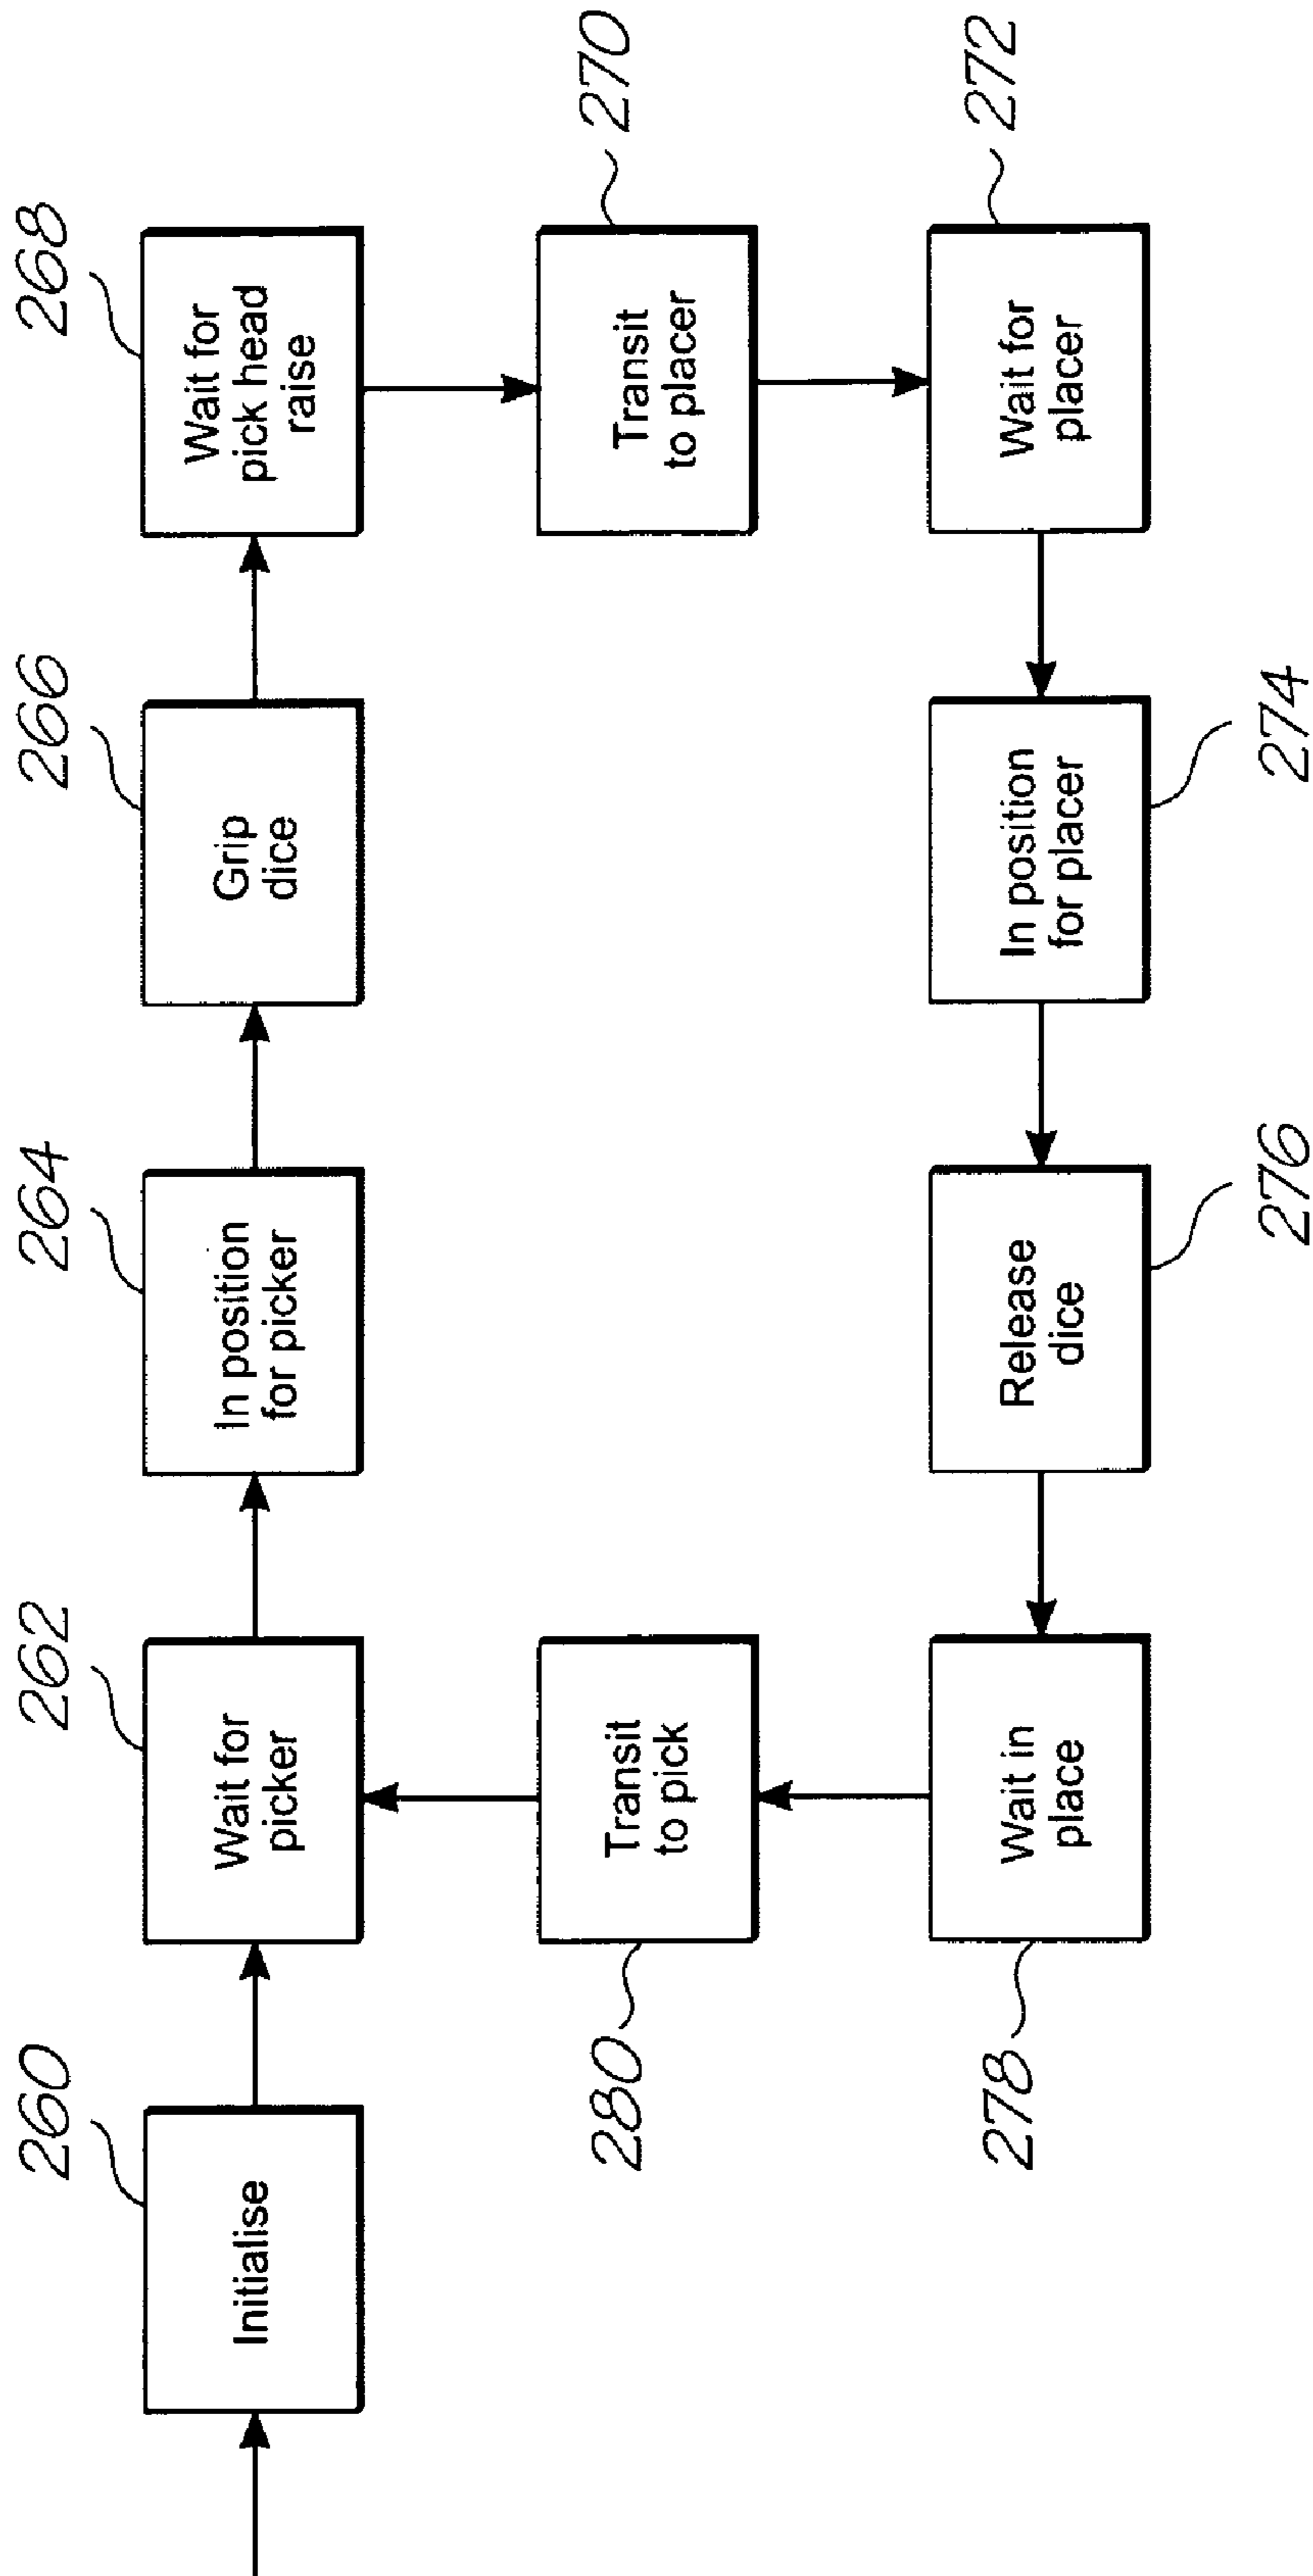 260
Initialise
262
Wait for
picker
264
In position
for picker
266
Grip
dice
268
Wait for
pick head
raise
270
Transit
to placer
272
Wait for
placer
274
In position
for placer
276
Release
dice
278
Wait in
place
280
Transit
to pick